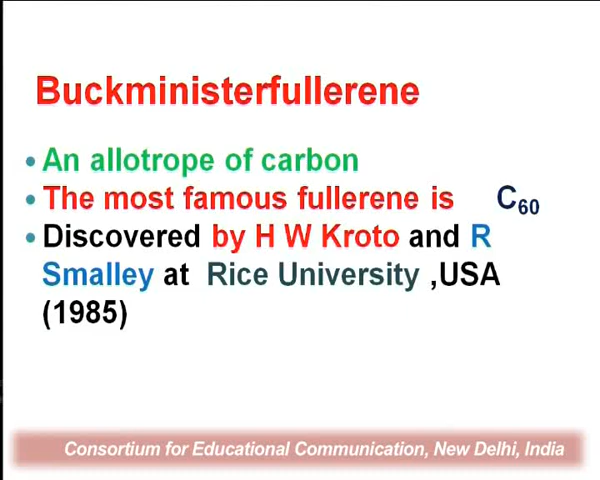 Buckministerfullerene
• An allotrope of carbon
• The most famous fullerene is C₆₀
• Discovered by H W Kroto and R
Smalley at Rice University ,USA
(1985)
Consortium for Educational Communication, New Delhi, India